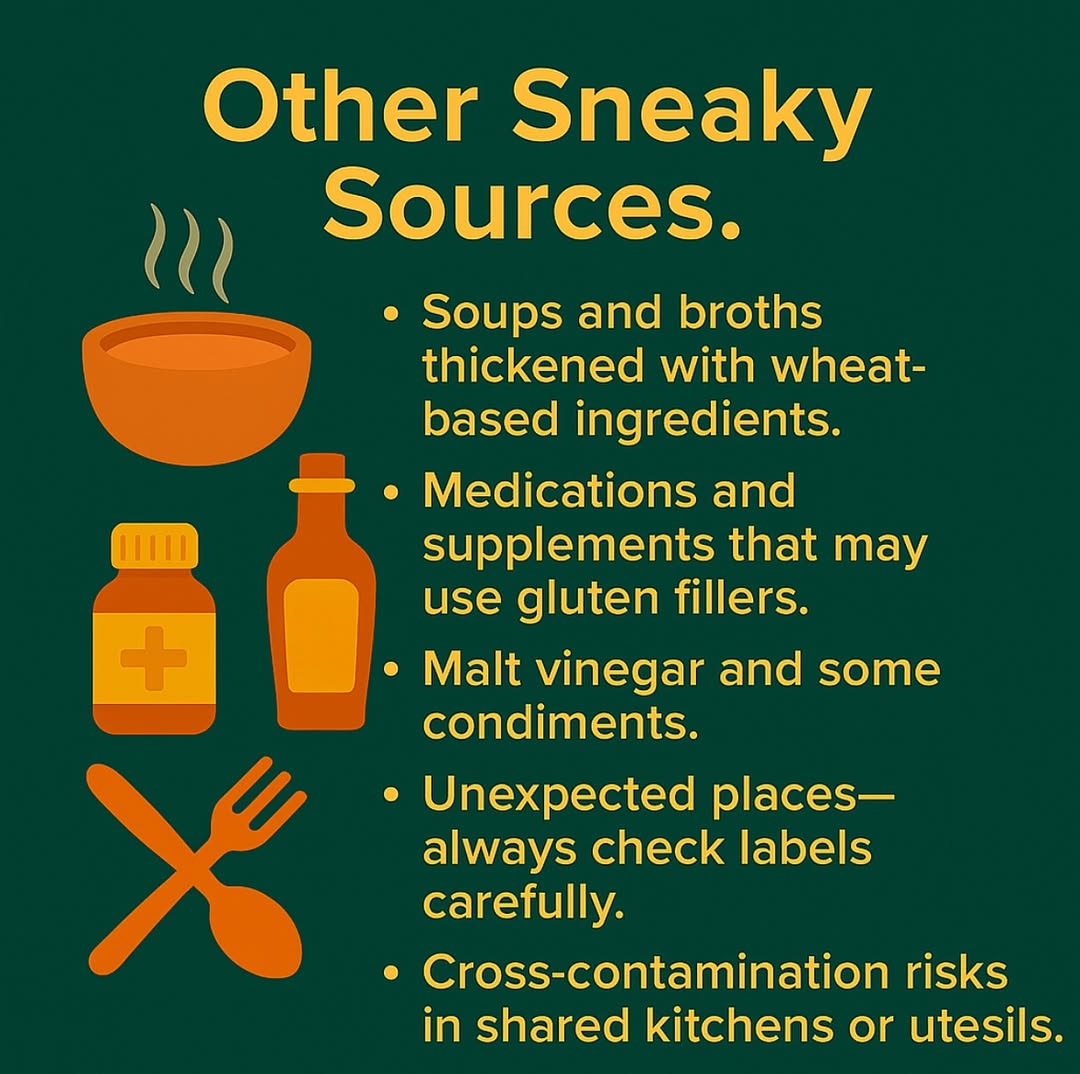 Other Sneaky
Sources.
• Soups and broths
thickened with wheat-
based ingredients.
• Medications and
supplements that may
use gluten fillers.
• Malt vinegar and some
condiments.
• Unexpected places—
always check labels
carefully.
• Cross-contamination risks
in shared kitchens or utesils.